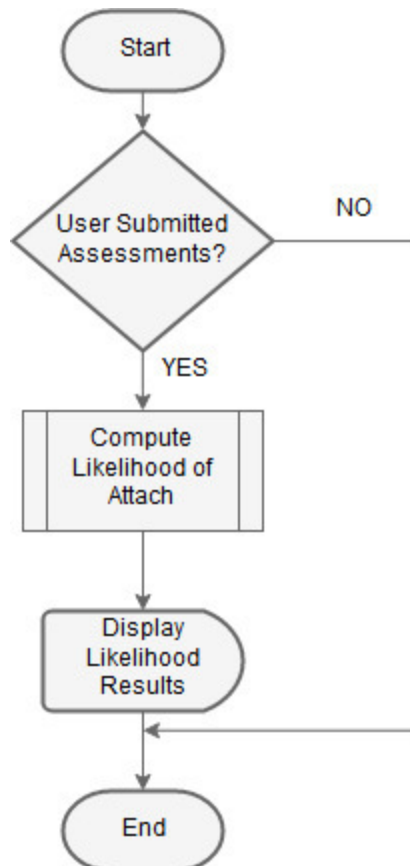 Start
User Submitted
Assessments?
NO
YES
Compute
Likelihood of
Attach
Display
Likelihood
Results
End